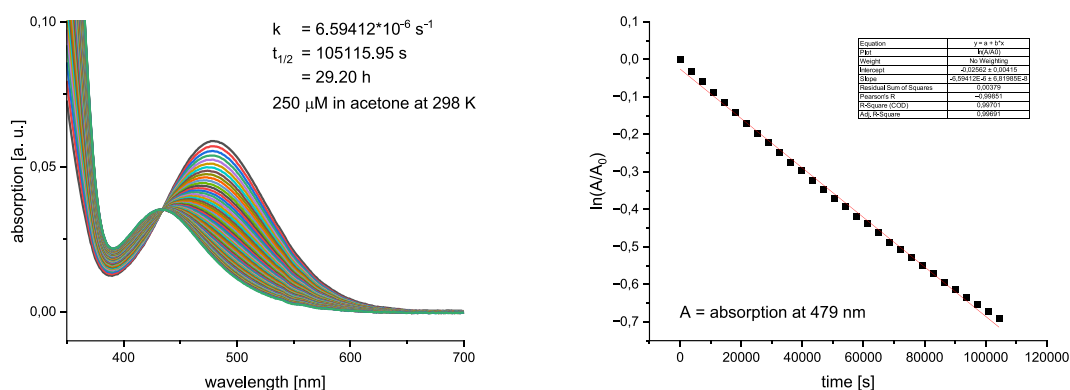 0,10
0,05
0,00
absorption [a. u.]
400
500
600
700
wavelength [nm]
k = 6.59412*10⁻⁶ s⁻¹
t1/2 = 105115.95 s
= 29.20 h
250 μM in acetone at 298 K
0,0
-0,1
-0,2
-0,3
-0,4
-0,5
-0,6
-0,7
ln(A/A0)
0
20000
40000
60000
80000
100000
120000
time [s]
A = absorption at 479 nm
Equation y = a + b*x
Plot ln(A/A0)
Weight No Weighting
Intercept -0,02562 ± 0,00415
Slope -6,59412E-6 ± 6,81985E-8
Residual Sum of Squares 0,00379
Pearson's R -0,99851
R-Square (COD) 0,99701
Adj. R-Square 0,99691